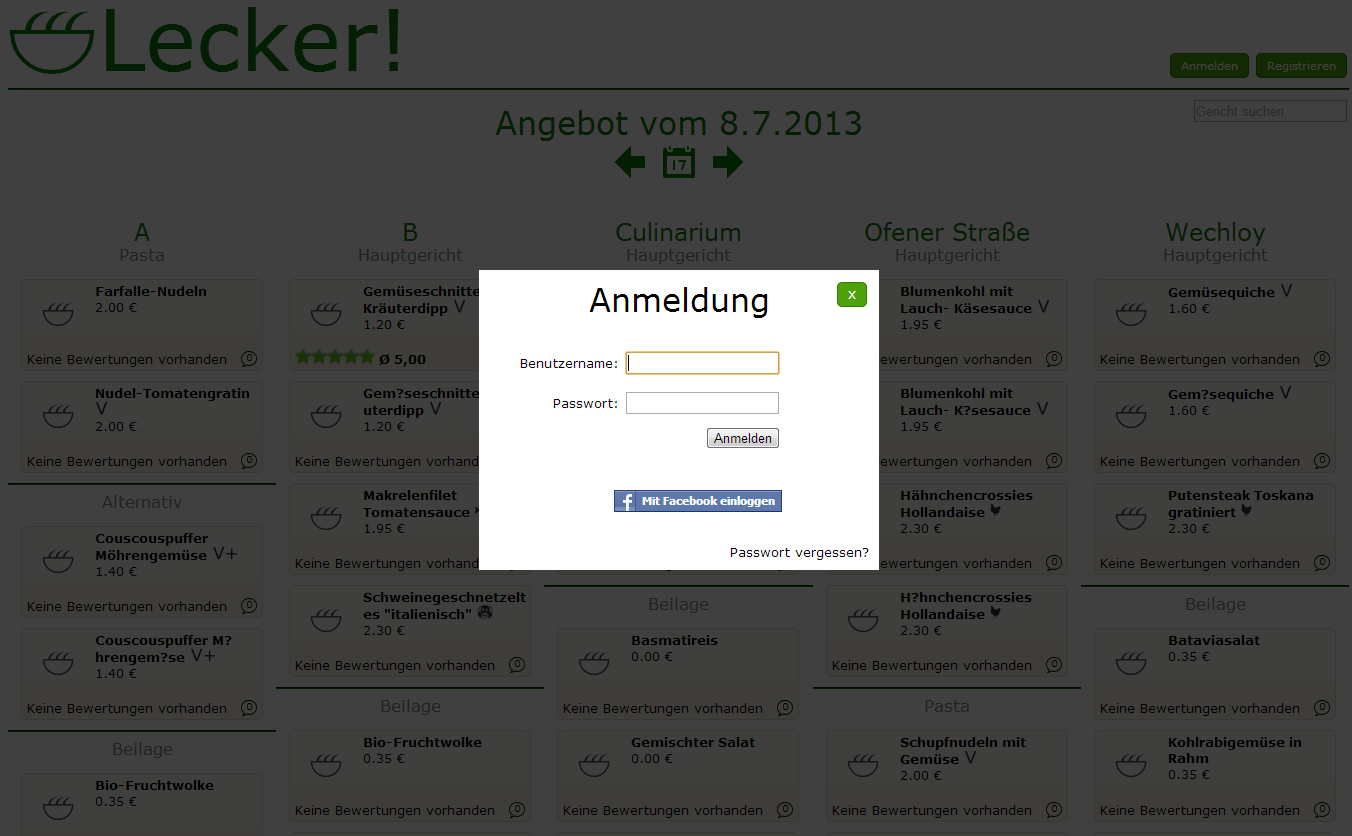 Lecker!
Anmelden Registrieren
Gericht suchen
Angebot vom 8.7.2013
17
A
Pasta
Farfalle-Nudeln
2.00 €
Keine Bewertungen vorhanden 0
Nudel-Tomatengratin
V
2.00 €
Keine Bewertungen vorhanden 0
Alternativ
Couscouspuffer
Möhrengemüse V+
1.40 €
Keine Bewertungen vorhanden 0
Couscouspuffer M?
hrengem?se V+
1.40 €
Keine Bewertungen vorhanden 0
Beilage
Bio-Fruchtwolke
0.35 €
B
Hauptgericht
Gemüseschnitte
Kräuterdipp V
1.20 €
Ø 5,00
Gem?seschnitte
uterdipp V
1.20 €
Keine Bewertungen vorhand
Makrelenfilet
Tomatensauce
1.95 €
Keine Bewertungen vorhand
Schweinegeschnetzelt
es "italienisch"
2.30 €
Keine Bewertungen vorhanden 0
Beilage
Bio-Fruchtwolke
0.35 €
Keine Bewertungen vorhanden 0
Culinarium
Hauptgericht
Anmeldung
x
Benutzername:
Passwort:
Anmelden
f Mit Facebook einloggen
Passwort vergessen?
Beilage
Basmatireis
0.00 €
Keine Bewertungen vorhanden 0
Gemischter Salat
0.00 €
Keine Bewertungen vorhanden 0
Ofener Straße
Hauptgericht
Blumenkohl mit
Lauch- Käsesauce V
1.95 €
e Bewertungen vorhanden 0
Blumenkohl mit
Lauch- K?sesauce V
1.95 €
e Bewertungen vorhanden 0
Hähnchencrossies
Hollandaise
2.30 €
e Bewertungen vorhanden 0
H?hnchencrossies
Hollandaise
2.30 €
Keine Bewertungen vorhanden 0
Pasta
Schupfnudeln mit
Gemüse V
2.00 €
Keine Bewertungen vorhanden 0
Wechloy
Hauptgericht
Gemüsequiche V
1.60 €
Keine Bewertungen vorhanden 0
Gem?sequiche V
1.60 €
Keine Bewertungen vorhanden 0
Putensteak Toskana
gratiniert
2.30 €
Keine Bewertungen vorhanden 0
Beilage
Bataviasalat
0.35 €
Keine Bewertungen vorhanden 0
Kohlrabigemüse in
Rahm
0.35 €
Keine Bewertungen vorhanden 0